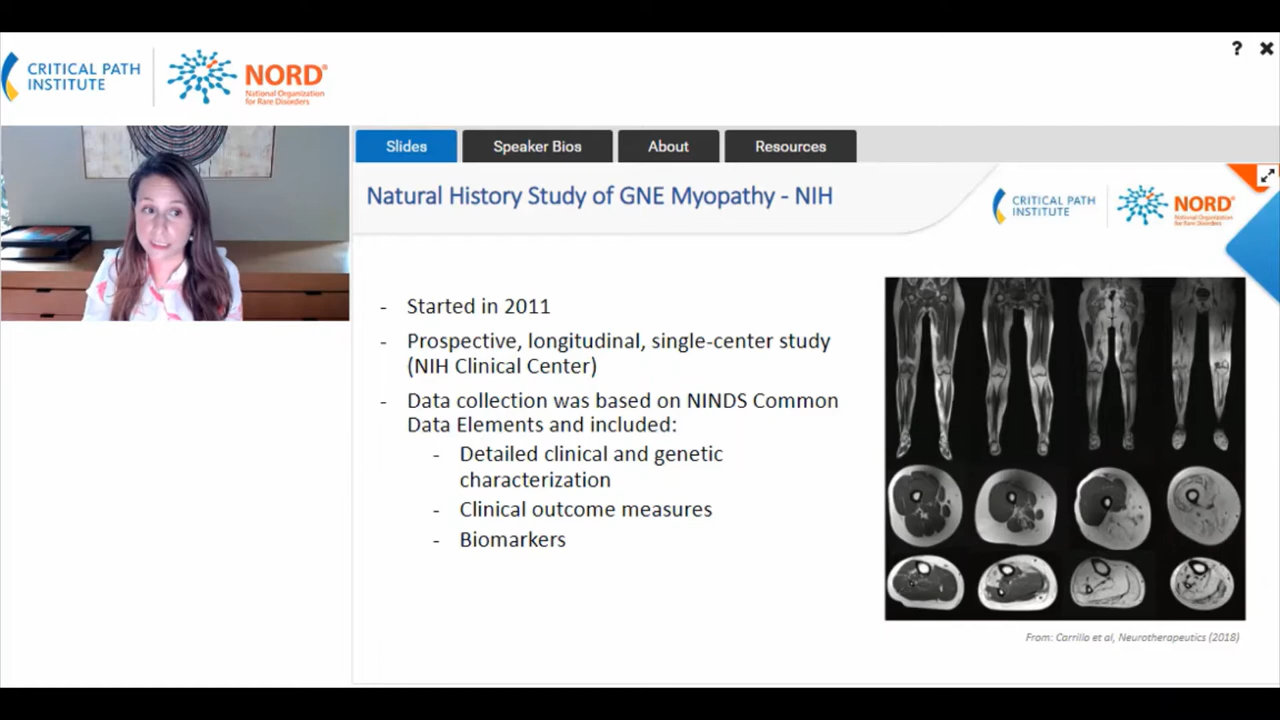 ? ✖
CRITICAL PATH
INSTITUTE
NORD®
National Organization
for Rare Disorders
Slides
Speaker Bios
About
Resources
Natural History Study of GNE Myopathy - NIH
CRITICAL PATH
INSTITUTE
NORD®
National Organization
for Rare Disorders
- Started in 2011
- Prospective, longitudinal, single-center study
(NIH Clinical Center)
- Data collection was based on NINDS Common
Data Elements and included:
- Detailed clinical and genetic
characterization
- Clinical outcome measures
- Biomarkers
From: Carrillo et al, Neurotherapeutics (2018)